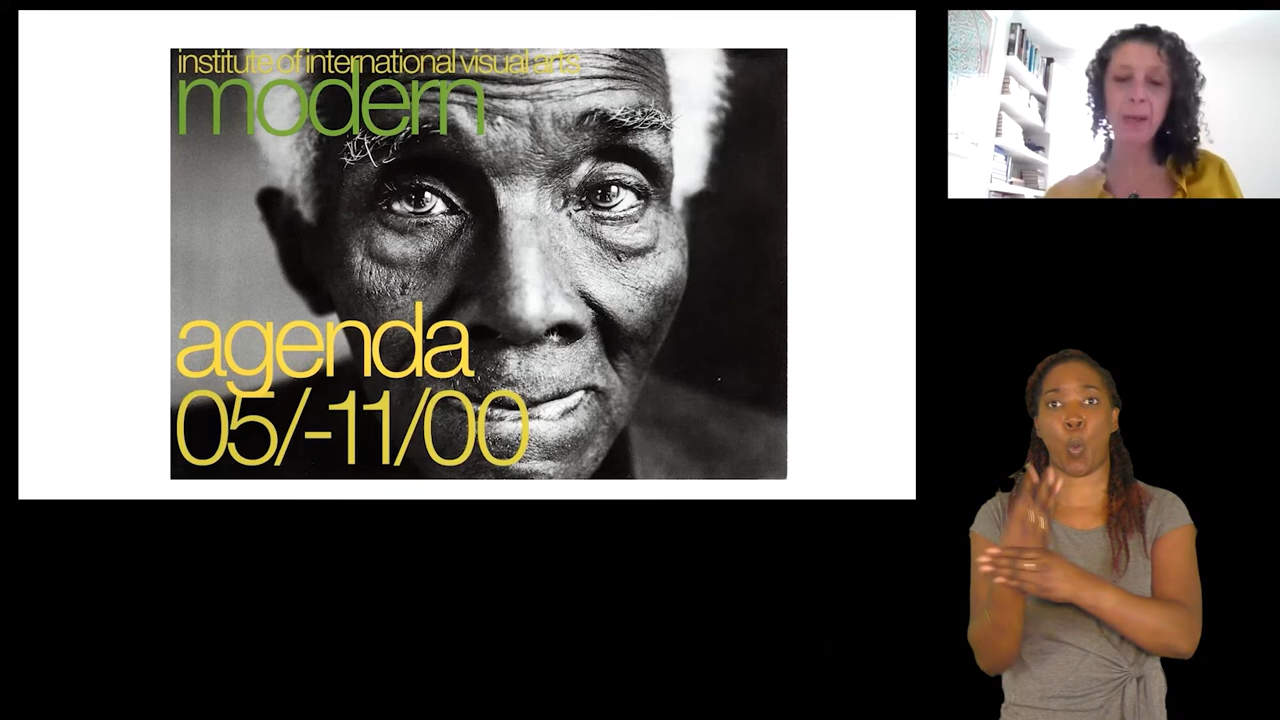 institute of international visual arts
modern
agenda
05/-11/00